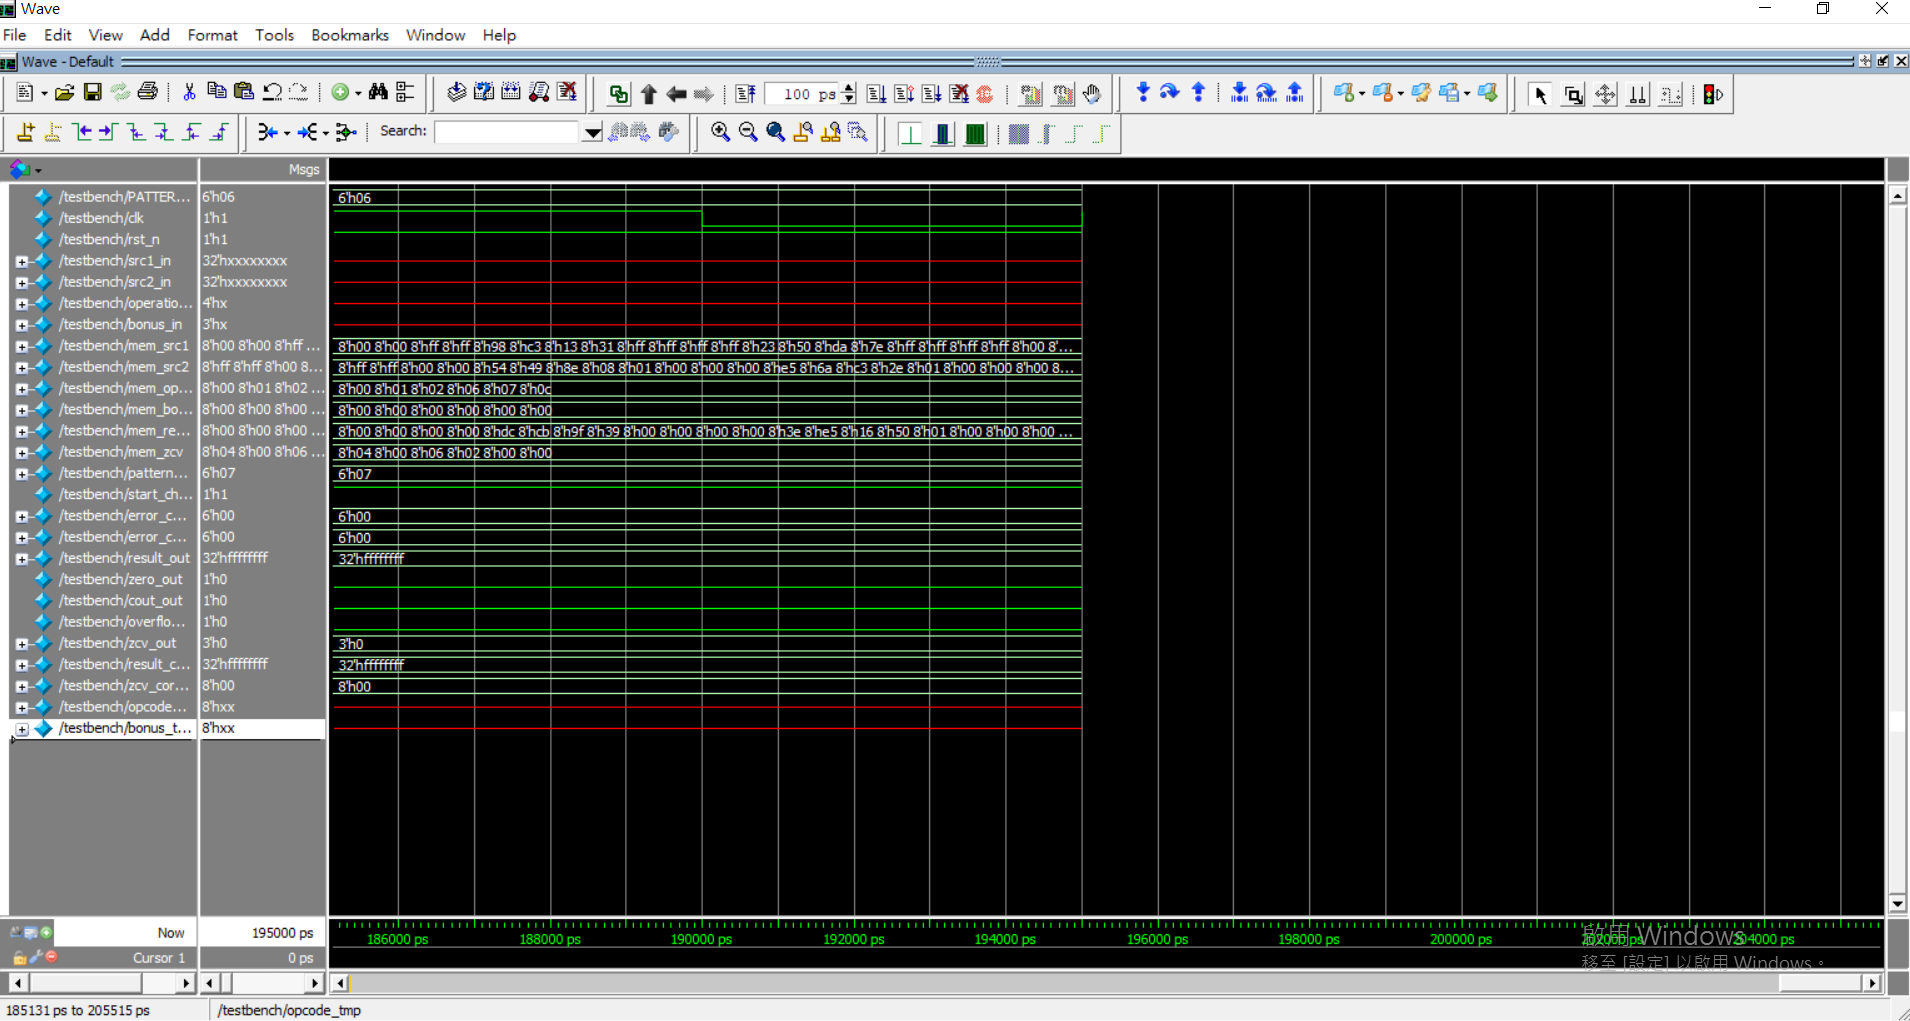 Wave
File Edit View Add Format Tools Bookmarks Window Help
Wave - Default
100 ps
Search:
Msgs
/testbench/PATTER... 6'h06 6'h06
/testbench/clk 1'h1
/testbench/rst_n 1'h1
/testbench/src1_in 32'hxxxxxxxx
/testbench/src2_in 32'hxxxxxxxx
/testbench/operatio... 4'hx
/testbench/bonus_in 3'hx
/testbench/mem_src1 8'h00 8'h00 8'hff ... 8'h00 8'h00 8'hff 8'hff 8'h98 8'hc3 8'h13 8'h31 8'hff 8'hff 8'hff 8'hff 8'h23 8'h50 8'hda 8'h7e 8'hff 8'hff 8'hff 8'hff 8'h00 8'...
/testbench/mem_src2 8'hff 8'hff 8'h00 8... 8'hff 8'hff 8'h00 8'h00 8'h54 8'h49 8'h8e 8'h08 8'h01 8'h00 8'h00 8'h00 8'he5 8'h6a 8'hc3 8'h2e 8'h01 8'h00 8'h00 8'h00 8...
/testbench/mem_op... 8'h00 8'h01 8'h02 ... 8'h00 8'h01 8'h02 8'h06 8'h07 8'h0c
/testbench/mem_bo... 8'h00 8'h00 8'h00 ... 8'h00 8'h00 8'h00 8'h00 8'h00 8'h00
/testbench/mem_re... 8'h00 8'h00 8'h00 ... 8'h00 8'h00 8'h00 8'h00 8'hdc 8'hcb 8'h9f 8'h39 8'h00 8'h00 8'h00 8'h00 8'h3e 8'he5 8'h16 8'h50 8'h01 8'h00 8'h00 8'h00 ...
/testbench/mem_zcv 8'h04 8'h00 8'h06 ... 8'h04 8'h00 8'h06 8'h02 8'h00 8'h00
/testbench/pattern... 6'h07 6'h07
/testbench/start_ch... 1'h1
/testbench/error_c... 6'h00 6'h00
/testbench/error_c... 6'h00 6'h00
/testbench/result_out 32'hffffffff 32'hffffffff
/testbench/zero_out 1'h0
/testbench/cout_out 1'h0
/testbench/overflo... 1'h0
/testbench/zcv_out 3'h0 3'h0
/testbench/result_c... 32'hffffffff 32'hffffffff
/testbench/zcv_cor... 8'h00 8'h00
/testbench/opcode... 8'hxx
/testbench/bonus_t... 8'hxx
Now 195000 ps
Cursor 1 0 ps
186000 ps 188000 ps 190000 ps 192000 ps 194000 ps 196000 ps 198000 ps 200000 ps 202000 ps 204000 ps
啟用 Windows
移至 [設定] 以啟用 Windows。
185131 ps to 205515 ps /testbench/opcode_tmp